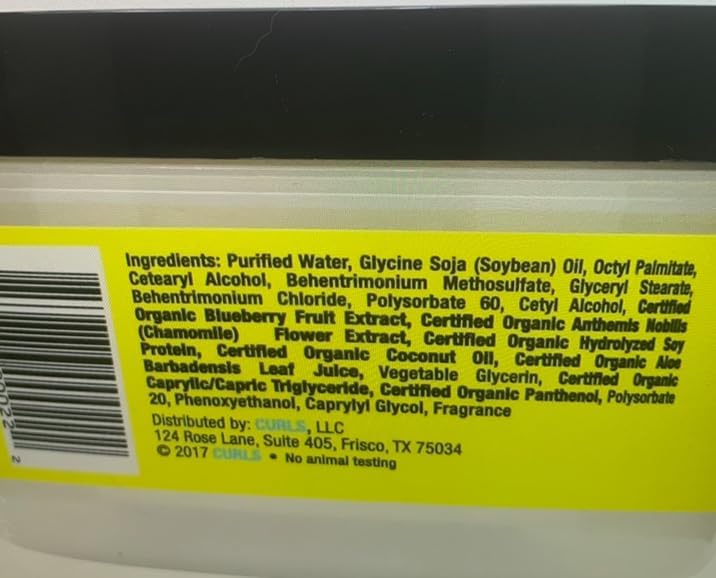 Ingredients: Purified Water, Glycine Soja (Soybean) Oil, Octyl Palmitate,
Cetearyl Alcohol, Behentrimonium Methosulfate, Glyceryl Stearate,
Behentrimonium Chloride, Polysorbate 60, Cetyl Alcohol, Certified
Organic Blueberry Fruit Extract, Certified Organic Anthemis Nobilis
(Chamomile) Flower Extract, Certified Organic Hydrolyzed Soy
Protein, Certified Organic Coconut Oil, Certified Organic Aloe
Barbadensis Leaf Juice, Vegetable Glycerin, Certified Organic
Caprylic/Capric Triglyceride, Certified Organic Panthenol, Polysorbate
20, Phenoxyethanol, Caprylyl Glycol, Fragrance
Distributed by: CURLS, LLC
124 Rose Lane, Suite 405, Frisco, TX 75034
© 2017 CURLS • No animal testing
2